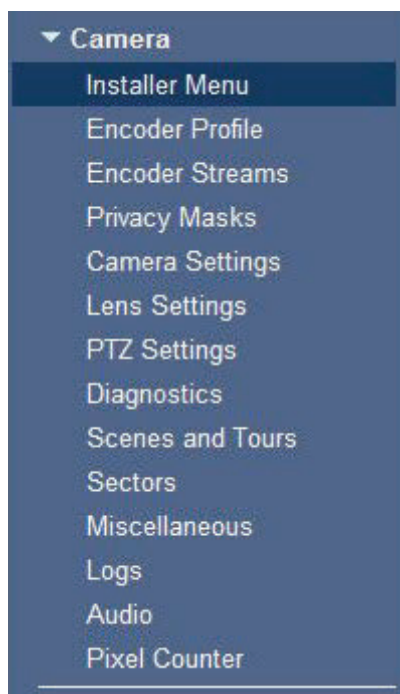 Camera
Installer Menu
Encoder Profile
Encoder Streams
Privacy Masks
Camera Settings
Lens Settings
PTZ Settings
Diagnostics
Scenes and Tours
Sectors
Miscellaneous
Logs
Audio
Pixel Counter